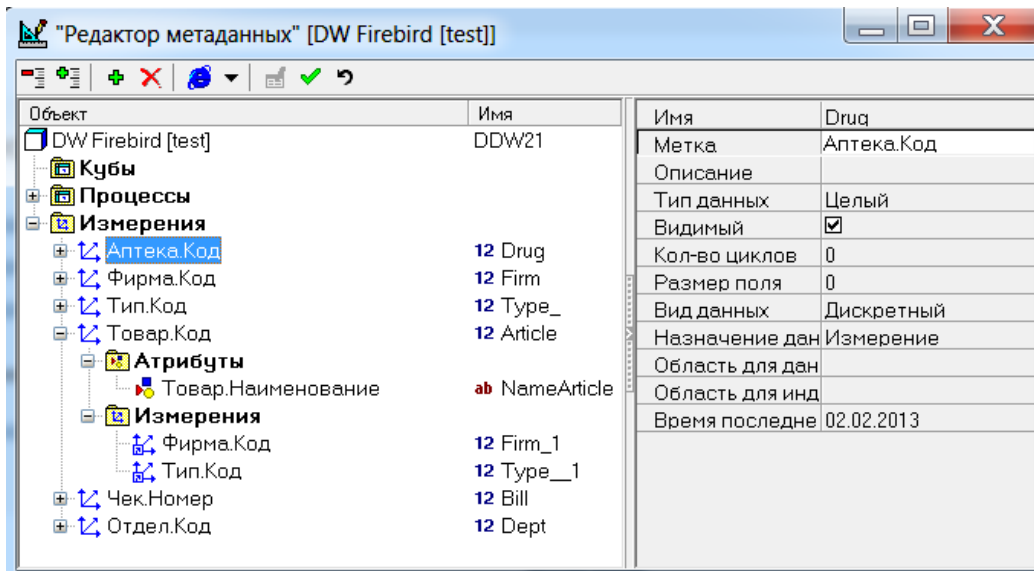 "Редактор метаданных" [DW Firebird [test]]
Объект Имя
DW Firebird [test] DDW21
Кубы
Процессы
Измерения
Аптека.Код 12 Drug
Фирма.Код 12 Firm
Тип.Код 12 Type_
Товар.Код 12 Article
Атрибуты
Товар.Наименование ab NameArticle
Измерения
Фирма.Код 12 Firm_1
Тип.Код 12 Type__1
Чек.Номер 12 Bill
Отдел.Код 12 Dept
Имя Drug
Метка Аптека.Код
Описание
Тип данных Целый
Видимый
Кол-во циклов 0
Размер поля 0
Вид данных Дискретный
Назначение дан Измерение
Область для дан
Область для инд
Время последне 02.02.2013